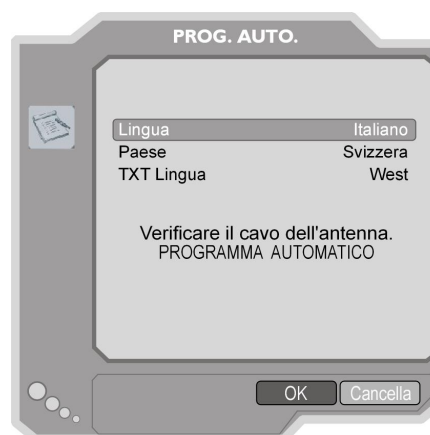 PROG. AUTO.
Lingua Italiano
Paese Svizzera
TXT Lingua West
Verificare il cavo dell'antenna.
PROGRAMMA AUTOMATICO
OK Cancella